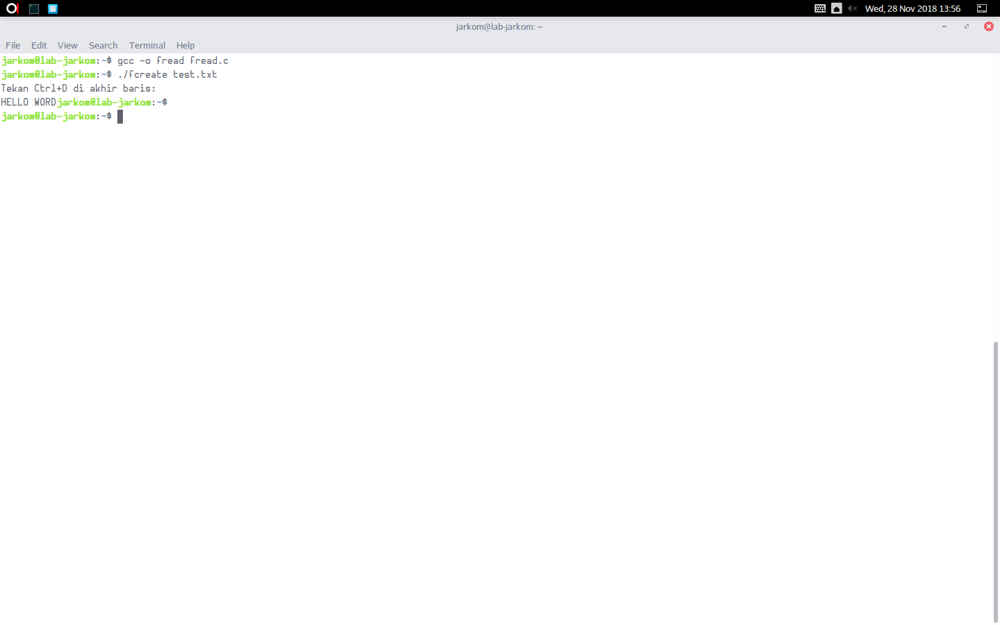 Wed, 28 Nov 2018 13:56
jarkom@lab-jarkom: ~
File Edit View Search Terminal Help
jarkom@lab-jarkom:~$ gcc -o fread fread.c
jarkom@lab-jarkom:~$ ./fcreate test.txt
Tekan Ctrl+D di akhir baris:
HELLO WORDjarkom@lab-jarkom:~$
jarkom@lab-jarkom:~$